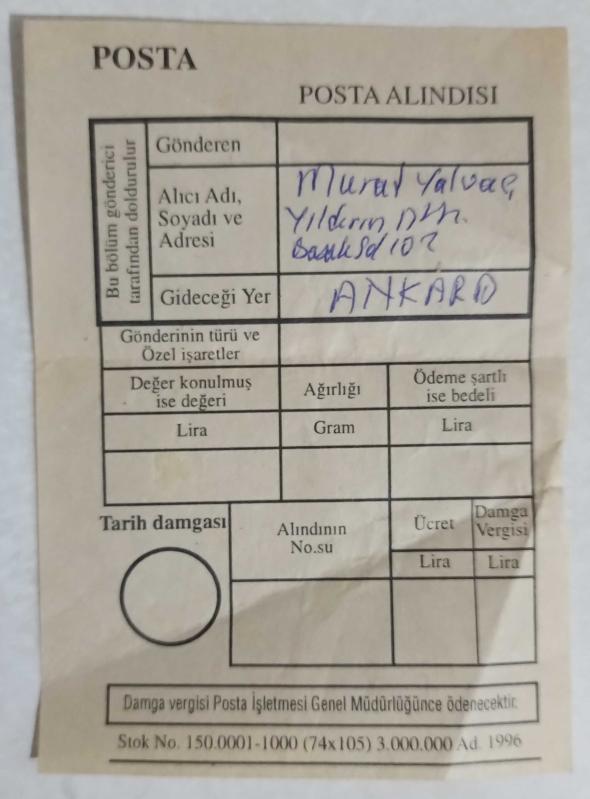 POSTA
POSTA ALINDISI
Bu bölüm gönderici
tarafından doldurulur
Gönderen
Alıcı Adı,
Soyadı ve
Adresi
Murat Yalvaç
Yıldırım
102
Gideceği Yer
ANKARA
Gönderinin türü ve
Özel işaretler
Değer konulmuş
ise değeri
Ağırlığı
Ödeme şartlı
ise bedeli
Lira
Gram
Lira
Tarih damgası
Alındının
No.su
Ücret
Damga
Vergisi
Lira
Lira
Damga vergisi Posta İşletmesi Genel Müdürlüğünce ödenecektir.
Stok No. 150.0001-1000 (74x105) 3.000.000 Ad. 1996